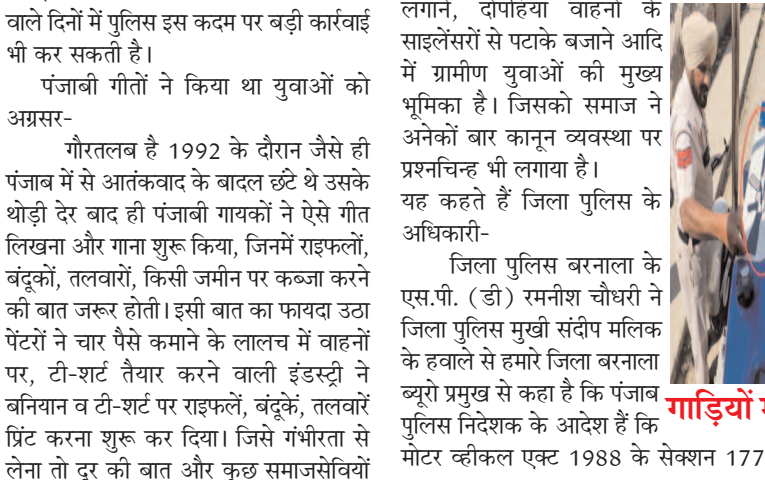 वाले दिनों में पुलिस इस कदम पर बड़ी कार्रवाई
भी कर सकती है।
पंजाबी गीतों ने किया था युवाओं को
अग्रसर-
गौरतलब है 1992 के दौरान जैसे ही
पंजाब में से आतंकवाद के बादल छंटे थे उसके
थोड़ी देर बाद ही पंजाबी गायकों ने ऐसे गीत
लिखना और गाना शुरू किया, जिनमें राइफलों,
बंदूकों, तलवारों, किसी जमीन पर कब्जा करने
की बात जरूर होती। इसी बात का फायदा उठा
पेंटरों ने चार पैसे कमाने के लालच में वाहनों
पर, टी-शर्ट तैयार करने वाली इंडस्ट्री ने
बनियान व टी-शर्ट पर राइफलें, बंदूकें, तलवारें
प्रिंट करना शुरू कर दिया। जिसे गंभीरता से
लेना तो दूर की बात और कुछ समाजसेवियों
लगाने, दोपहिया वाहनों के
साइलेंसरों से पटाके बजाने आदि
में ग्रामीण युवाओं की मुख्य
भूमिका है। जिसको समाज ने
अनेकों बार कानून व्यवस्था पर
प्रश्नचिन्ह भी लगाया है।
यह कहते हैं जिला पुलिस के
अधिकारी-
जिला पुलिस बरनाला के
एस.पी. (डी) रमनीश चौधरी ने
जिला पुलिस मुखी संदीप मलिक
के हवाले से हमारे जिला बरनाला
ब्यूरो प्रमुख से कहा है कि पंजाब
पुलिस निदेशक के आदेश हैं कि
मोटर व्हीकल एक्ट 1988 के सेक्शन 177
गाड़ियों